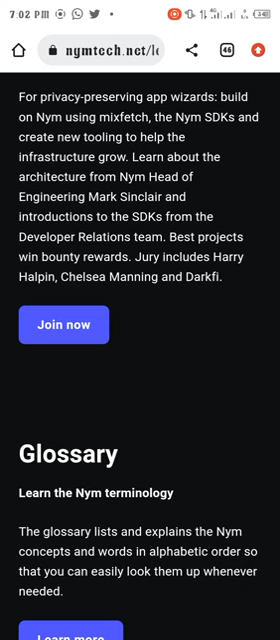 7:02 PM
nymtech.net/le
46
34
For privacy-preserving app wizards: build
on Nym using mixfetch, the Nym SDKs and
create new tooling to help the
infrastructure grow. Learn about the
architecture from Nym Head of
Engineering Mark Sinclair and
introductions to the SDKs from the
Developer Relations team. Best projects
win bounty rewards. Jury includes Harry
Halpin, Chelsea Manning and Darkfi.
Join now
Glossary
Learn the Nym terminology
The glossary lists and explains the Nym
concepts and words in alphabetic order so
that you can easily look them up whenever
needed.
Learn more